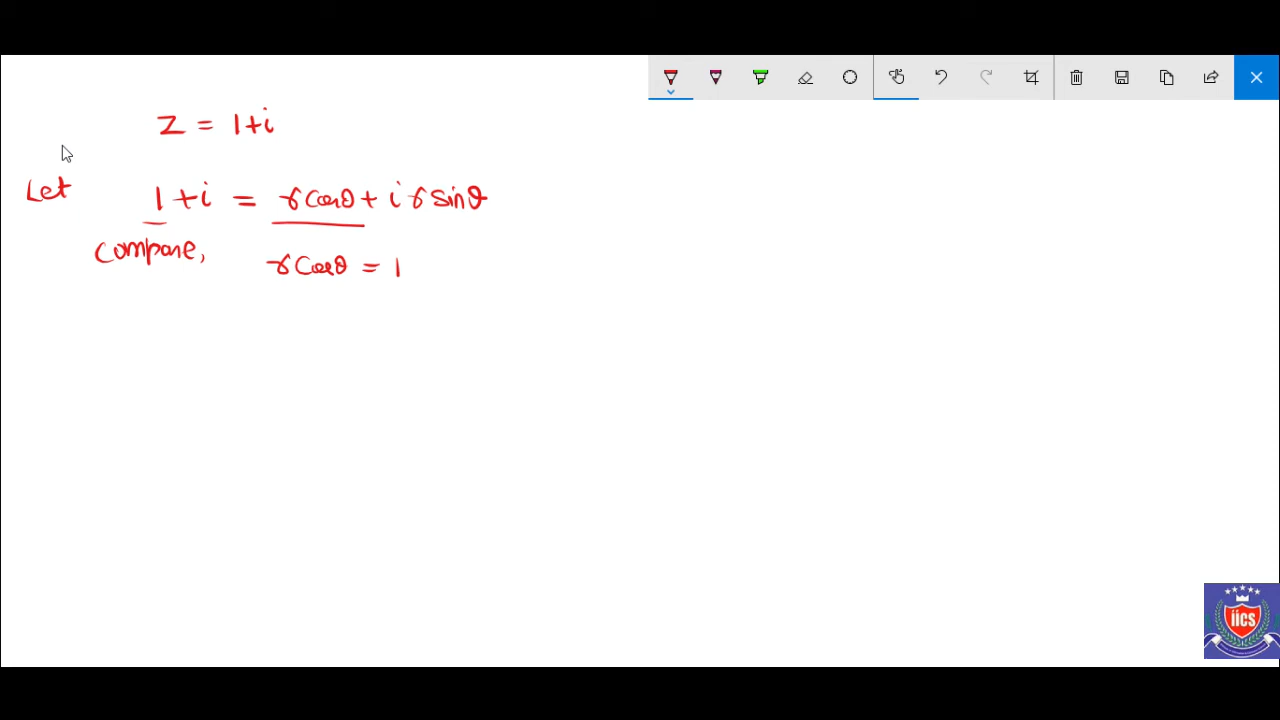 z = 1+i
Let 1 + i = r cosθ + i r sinθ
compare, r cosθ = 1
iics